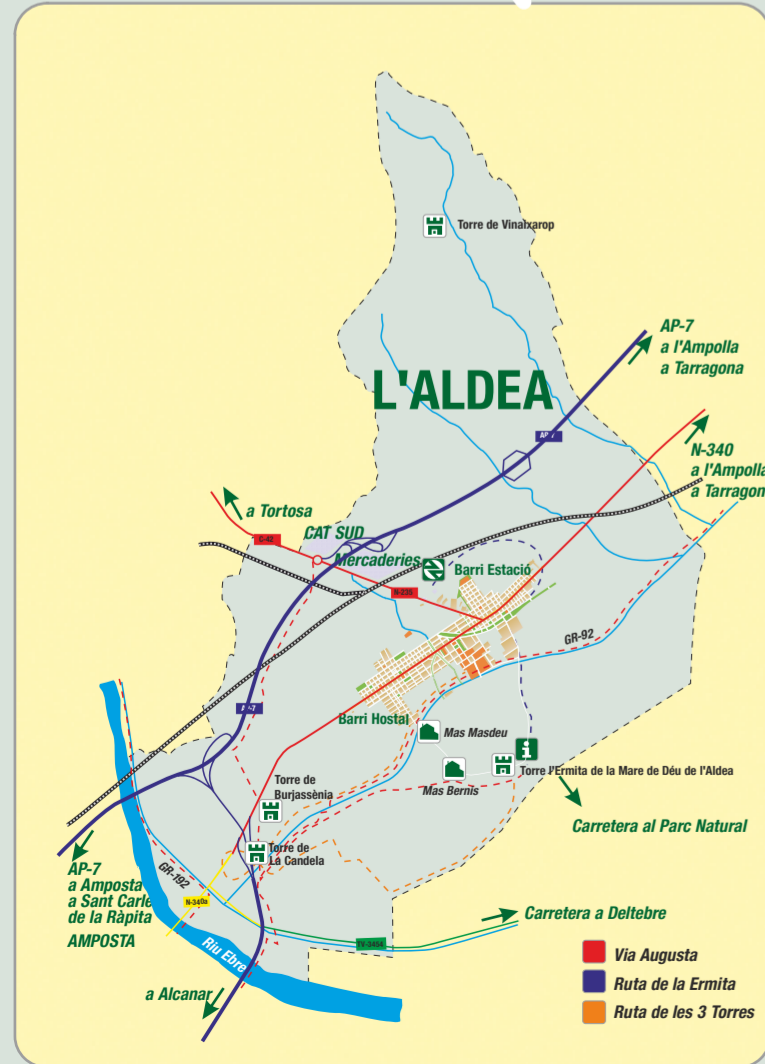 Torre de Vinaixarop
AP-7
a l'Ampolla
a Tarragona
L'ALDEA
AP-7
N-340
a l'Ampolla
a Tarragon
a Tortosa
C-42
CAT SUD
Mercaderies
Barri Estació
N-235
GR-92
AP-7
Barri Hostal
Mas Masdeu
i
Torre l'Ermita de la Mare de Déu de l'Aldea
Mas Bernis
Torre de
Burjassènia
Carretera al Parc Natural
Torre de
La Candela
AP-7
a Amposta
a Sant Carle
de la Ràpita
AMPOSTA
GR-192
N-340a
Carretera a Deltebre
TV-3454
Riu Ebre
a Alcanar
Via Augusta
Ruta de la Ermita
Ruta de les 3 Torres